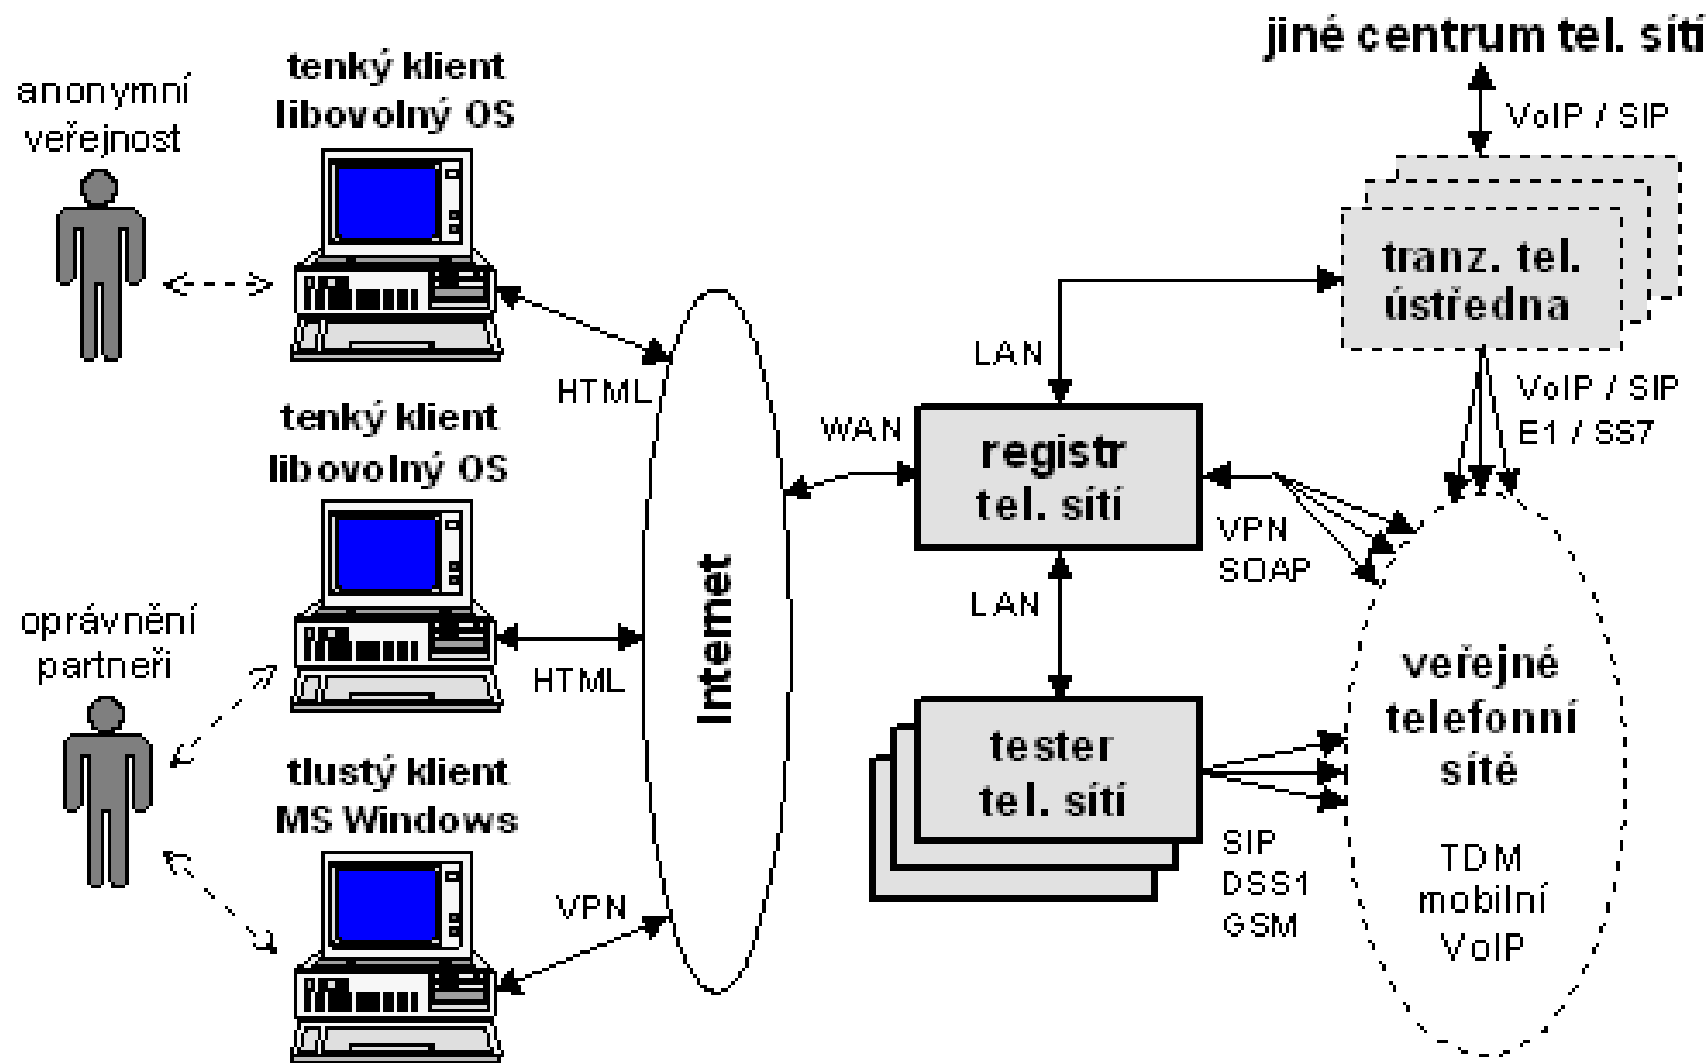 jiné centrum tel. sítí
VoIP / SIP
tenký klient
libovolný OS
anonymní
veřejnost
HTML
tranz. tel.
ústředna
LAN
VoIP / SIP
E1 / SS7
tenký klient
libovolný OS
WAN
registr
tel. sítí
VPN
SOAP
HTML
Internet
LAN
oprávnění
partneři
veřejné
telefonní
sítě
TDM
mobilní
VoIP
tlustý klient
MS Windows
VPN
tester
tel. sítí
SIP
DSS1
GSM